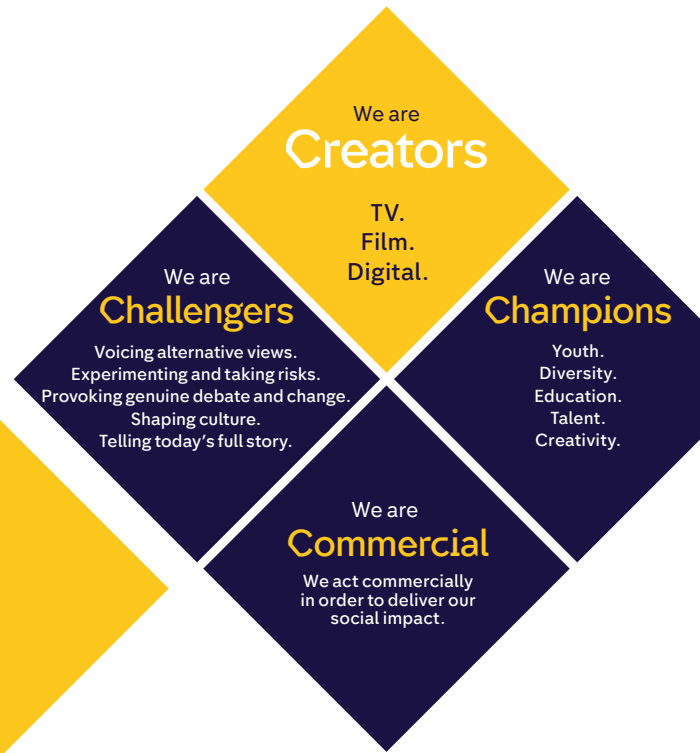 We are
Creators
TV.
Film.
Digital.
We are
Challengers
Voicing alternative views.
Experimenting and taking risks.
Provoking genuine debate and change.
Shaping culture.
Telling today's full story.
We are
Champions
Youth.
Diversity.
Education.
Talent.
Creativity.
We are
Commercial
We act commercially
in order to deliver our
social impact.